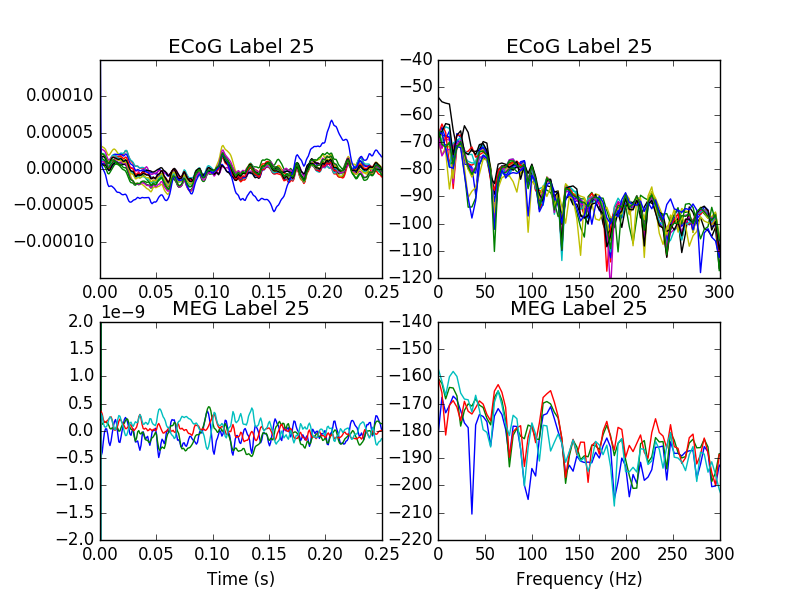 ECoG Label 25
0.00010
0.00005
0.00000
−0.00005
−0.00010
0.00 0.05 0.10 0.15 0.20 0.25
ECoG Label 25
−40
−50
−60
−70
−80
−90
−100
−110
−120
0 50 100 150 200 250 300
MEG Label 25
1e−9
2.0
1.5
1.0
0.5
0.0
−0.5
−1.0
−1.5
−2.0
0.00 0.05 0.10 0.15 0.20 0.25
Time (s)
MEG Label 25
−140
−150
−160
−170
−180
−190
−200
−210
−220
0 50 100 150 200 250 300
Frequency (Hz)